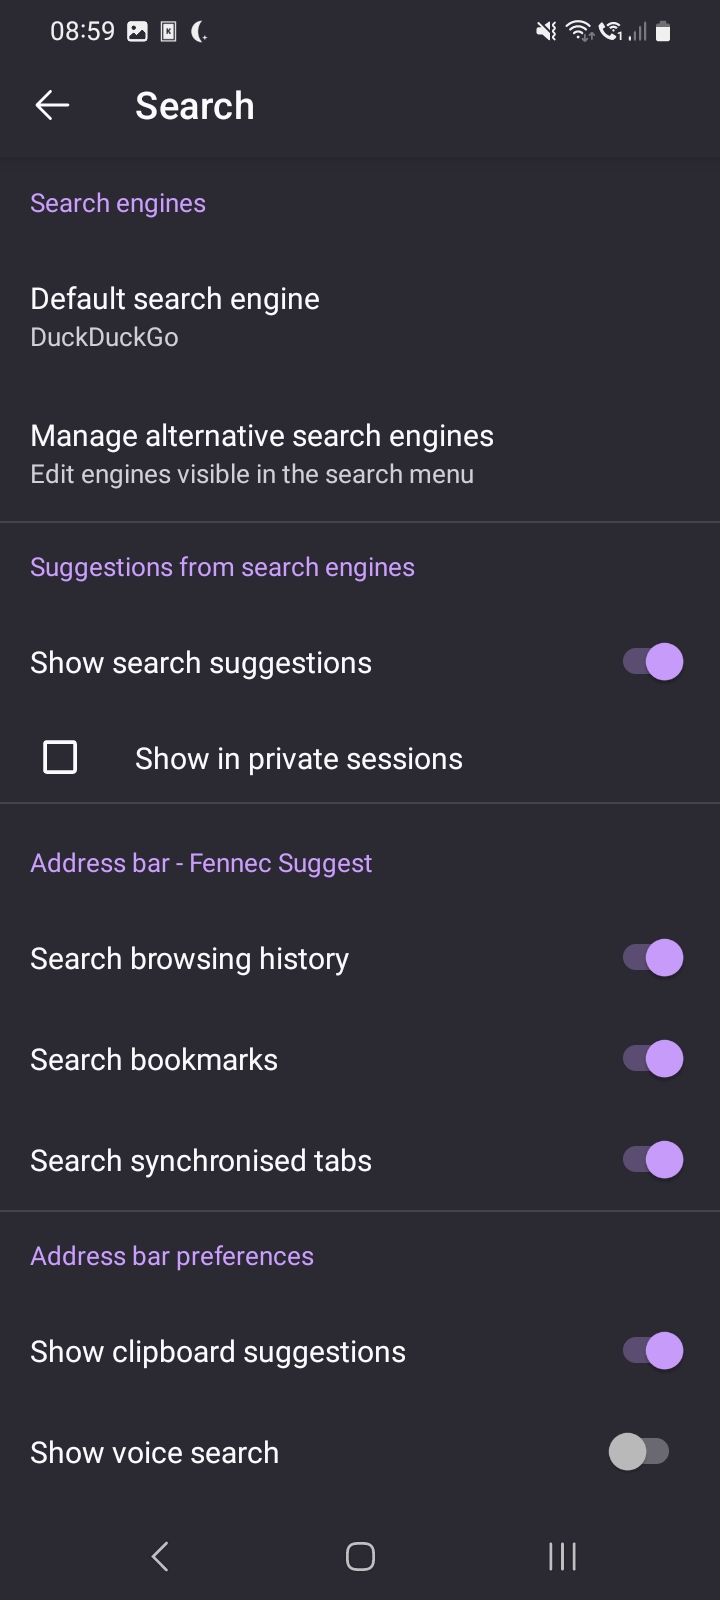 08:59
Search
Search engines
Default search engine
DuckDuckGo
Manage alternative search engines
Edit engines visible in the search menu
Suggestions from search engines
Show search suggestions
Show in private sessions
Address bar - Fennec Suggest
Search browsing history
Search bookmarks
Search synchronised tabs
Address bar preferences
Show clipboard suggestions
Show voice search